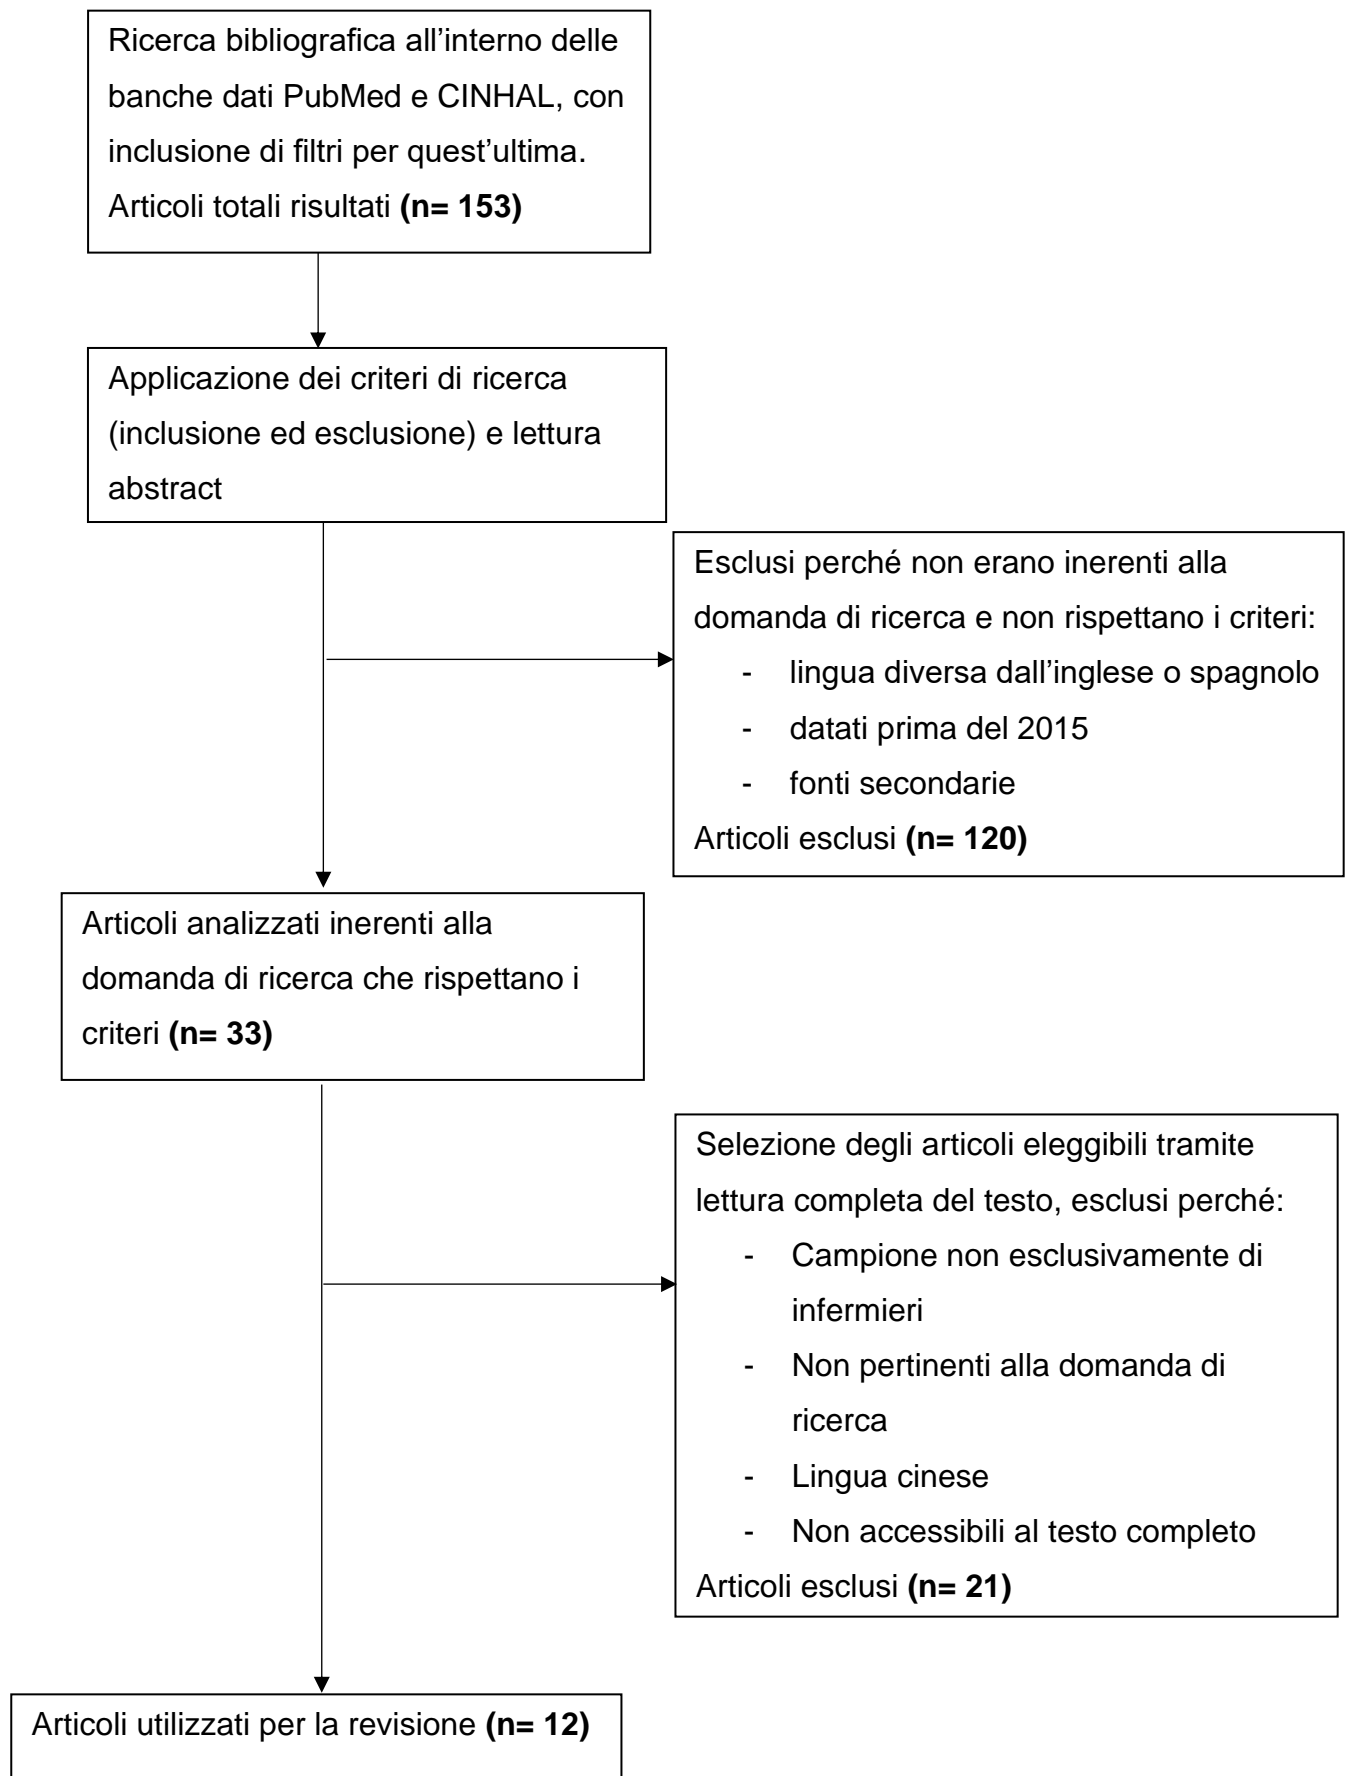 Ricerca bibliografica all’interno delle
banche dati PubMed e CINHAL, con
inclusione di filtri per quest’ultima.
Articoli totali risultati (n= 153)
Applicazione dei criteri di ricerca
(inclusione ed esclusione) e lettura
abstract
Esclusi perché non erano inerenti alla
domanda di ricerca e non rispettano i criteri:
- lingua diversa dall’inglese o spagnolo
- datati prima del 2015
- fonti secondarie
Articoli esclusi (n= 120)
Articoli analizzati inerenti alla
domanda di ricerca che rispettano i
criteri (n= 33)
Selezione degli articoli eleggibili tramite
lettura completa del testo, esclusi perché:
- Campione non esclusivamente di
infermieri
- Non pertinenti alla domanda di
ricerca
- Lingua cinese
- Non accessibili al testo completo
Articoli esclusi (n= 21)
Articoli utilizzati per la revisione (n= 12)